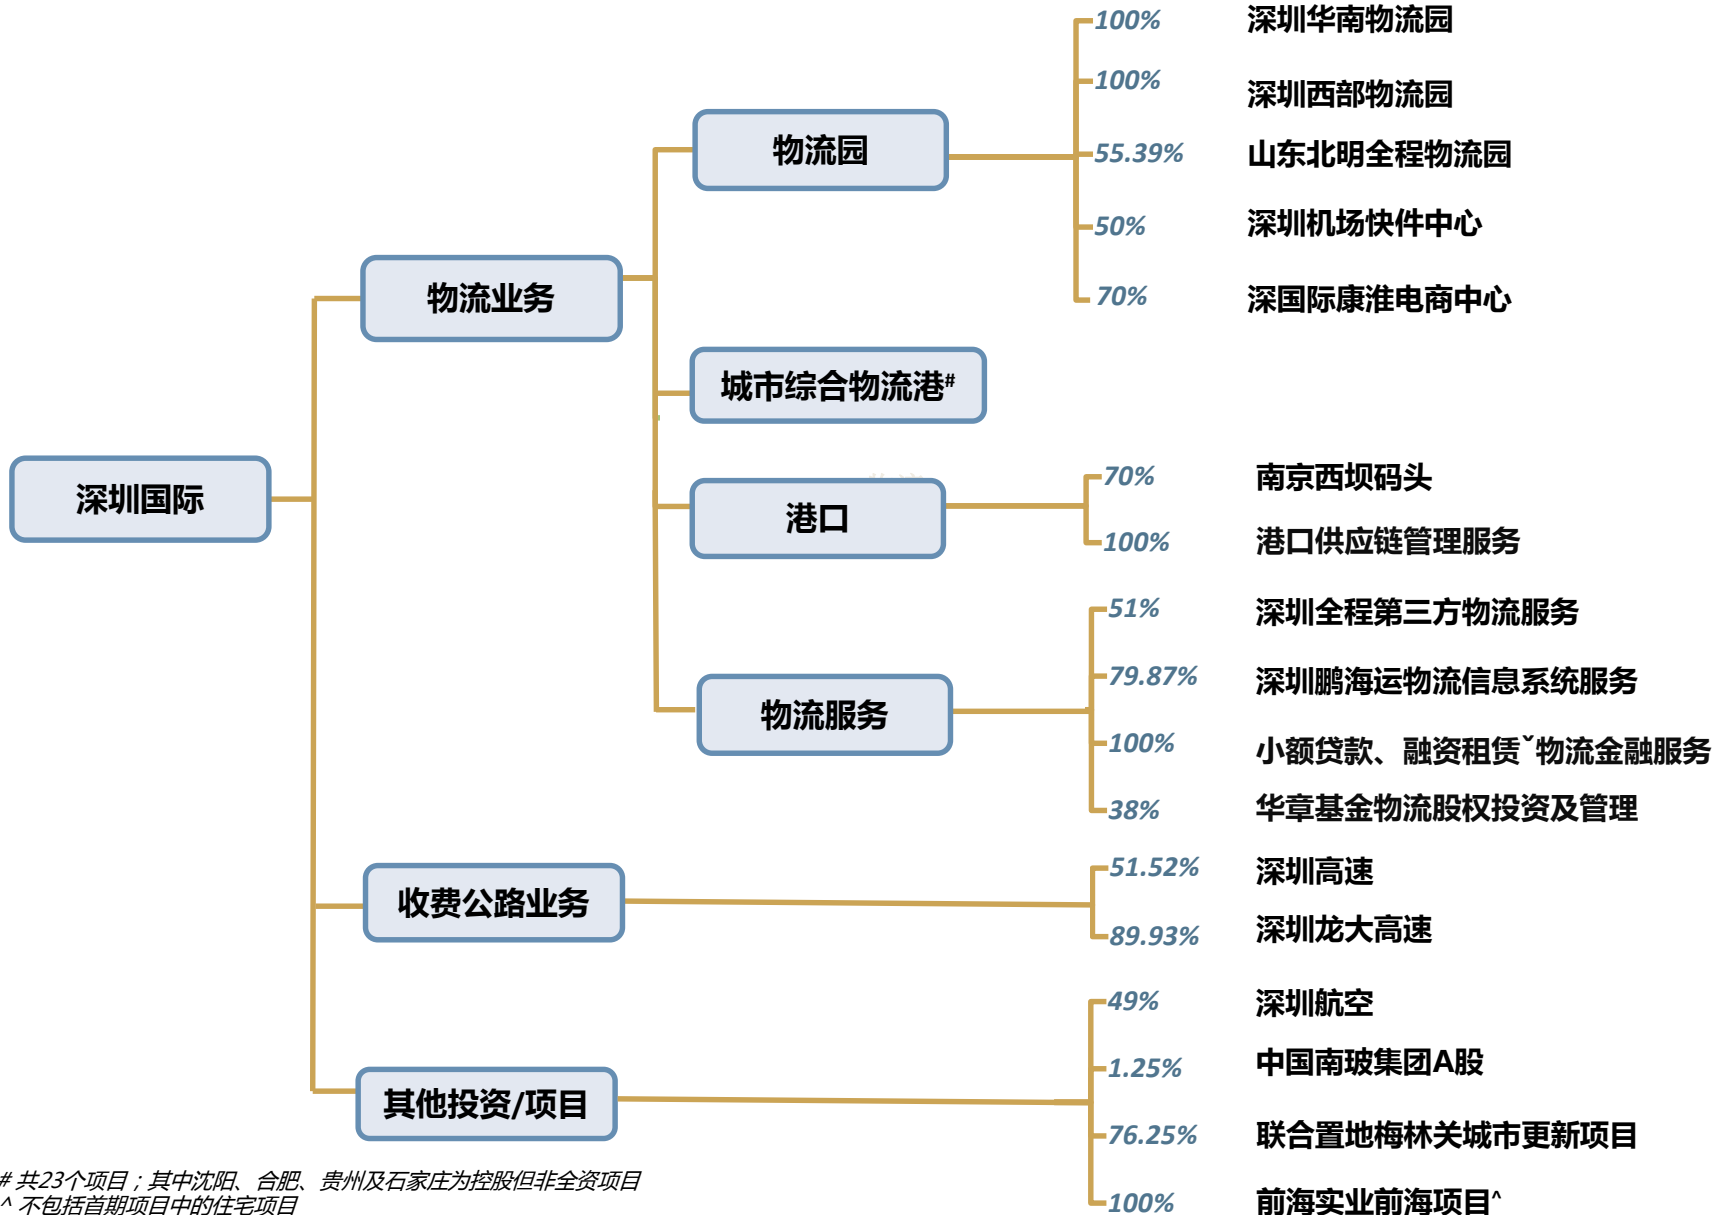 100% 深圳华南物流园
100% 深圳西部物流园
物流园
55.39% 山东北明全程物流园
50% 深圳机场快件中心
物流业务
70% 深国际康淮电商中心
城市综合物流港#
深圳国际
70% 南京西坝码头
港口
100% 港口供应链管理服务
51% 深圳全程第三方物流服务
79.87% 深圳鹏海运物流信息系统服务
物流服务
100% 小额贷款、融资租赁ˇ物流金融服务
38% 华章基金物流股权投资及管理
51.52% 深圳高速
收费公路业务
89.93% 深圳龙大高速
49% 深圳航空
1.25% 中国南玻集团A股
其他投资/项目
76.25% 联合置地梅林关城市更新项目
100% 前海实业前海项目^
# 共23个项目；其中沈阳、合肥、贵州及石家庄为控股但非全资项目
^ 不包括首期项目中的住宅项目